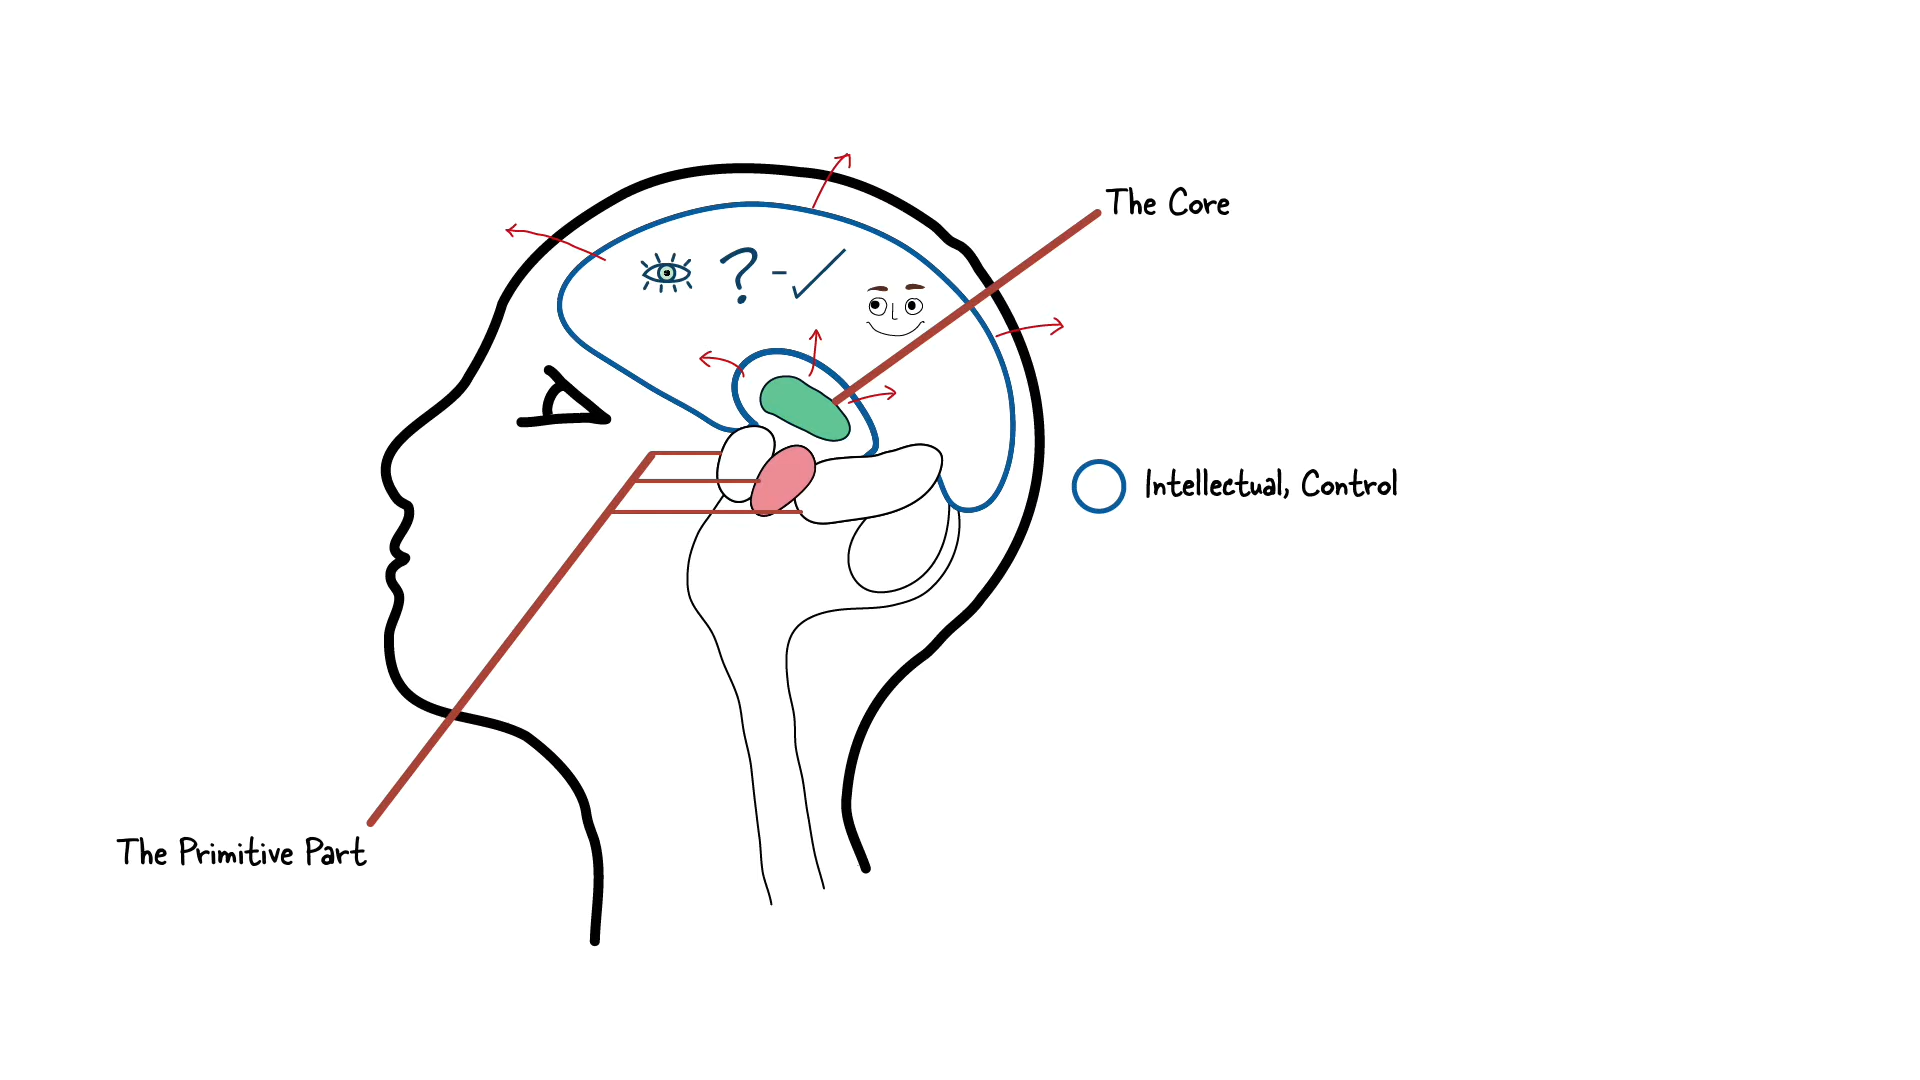 The Core
? - ✓
Intellectual, Control
The Primitive Part